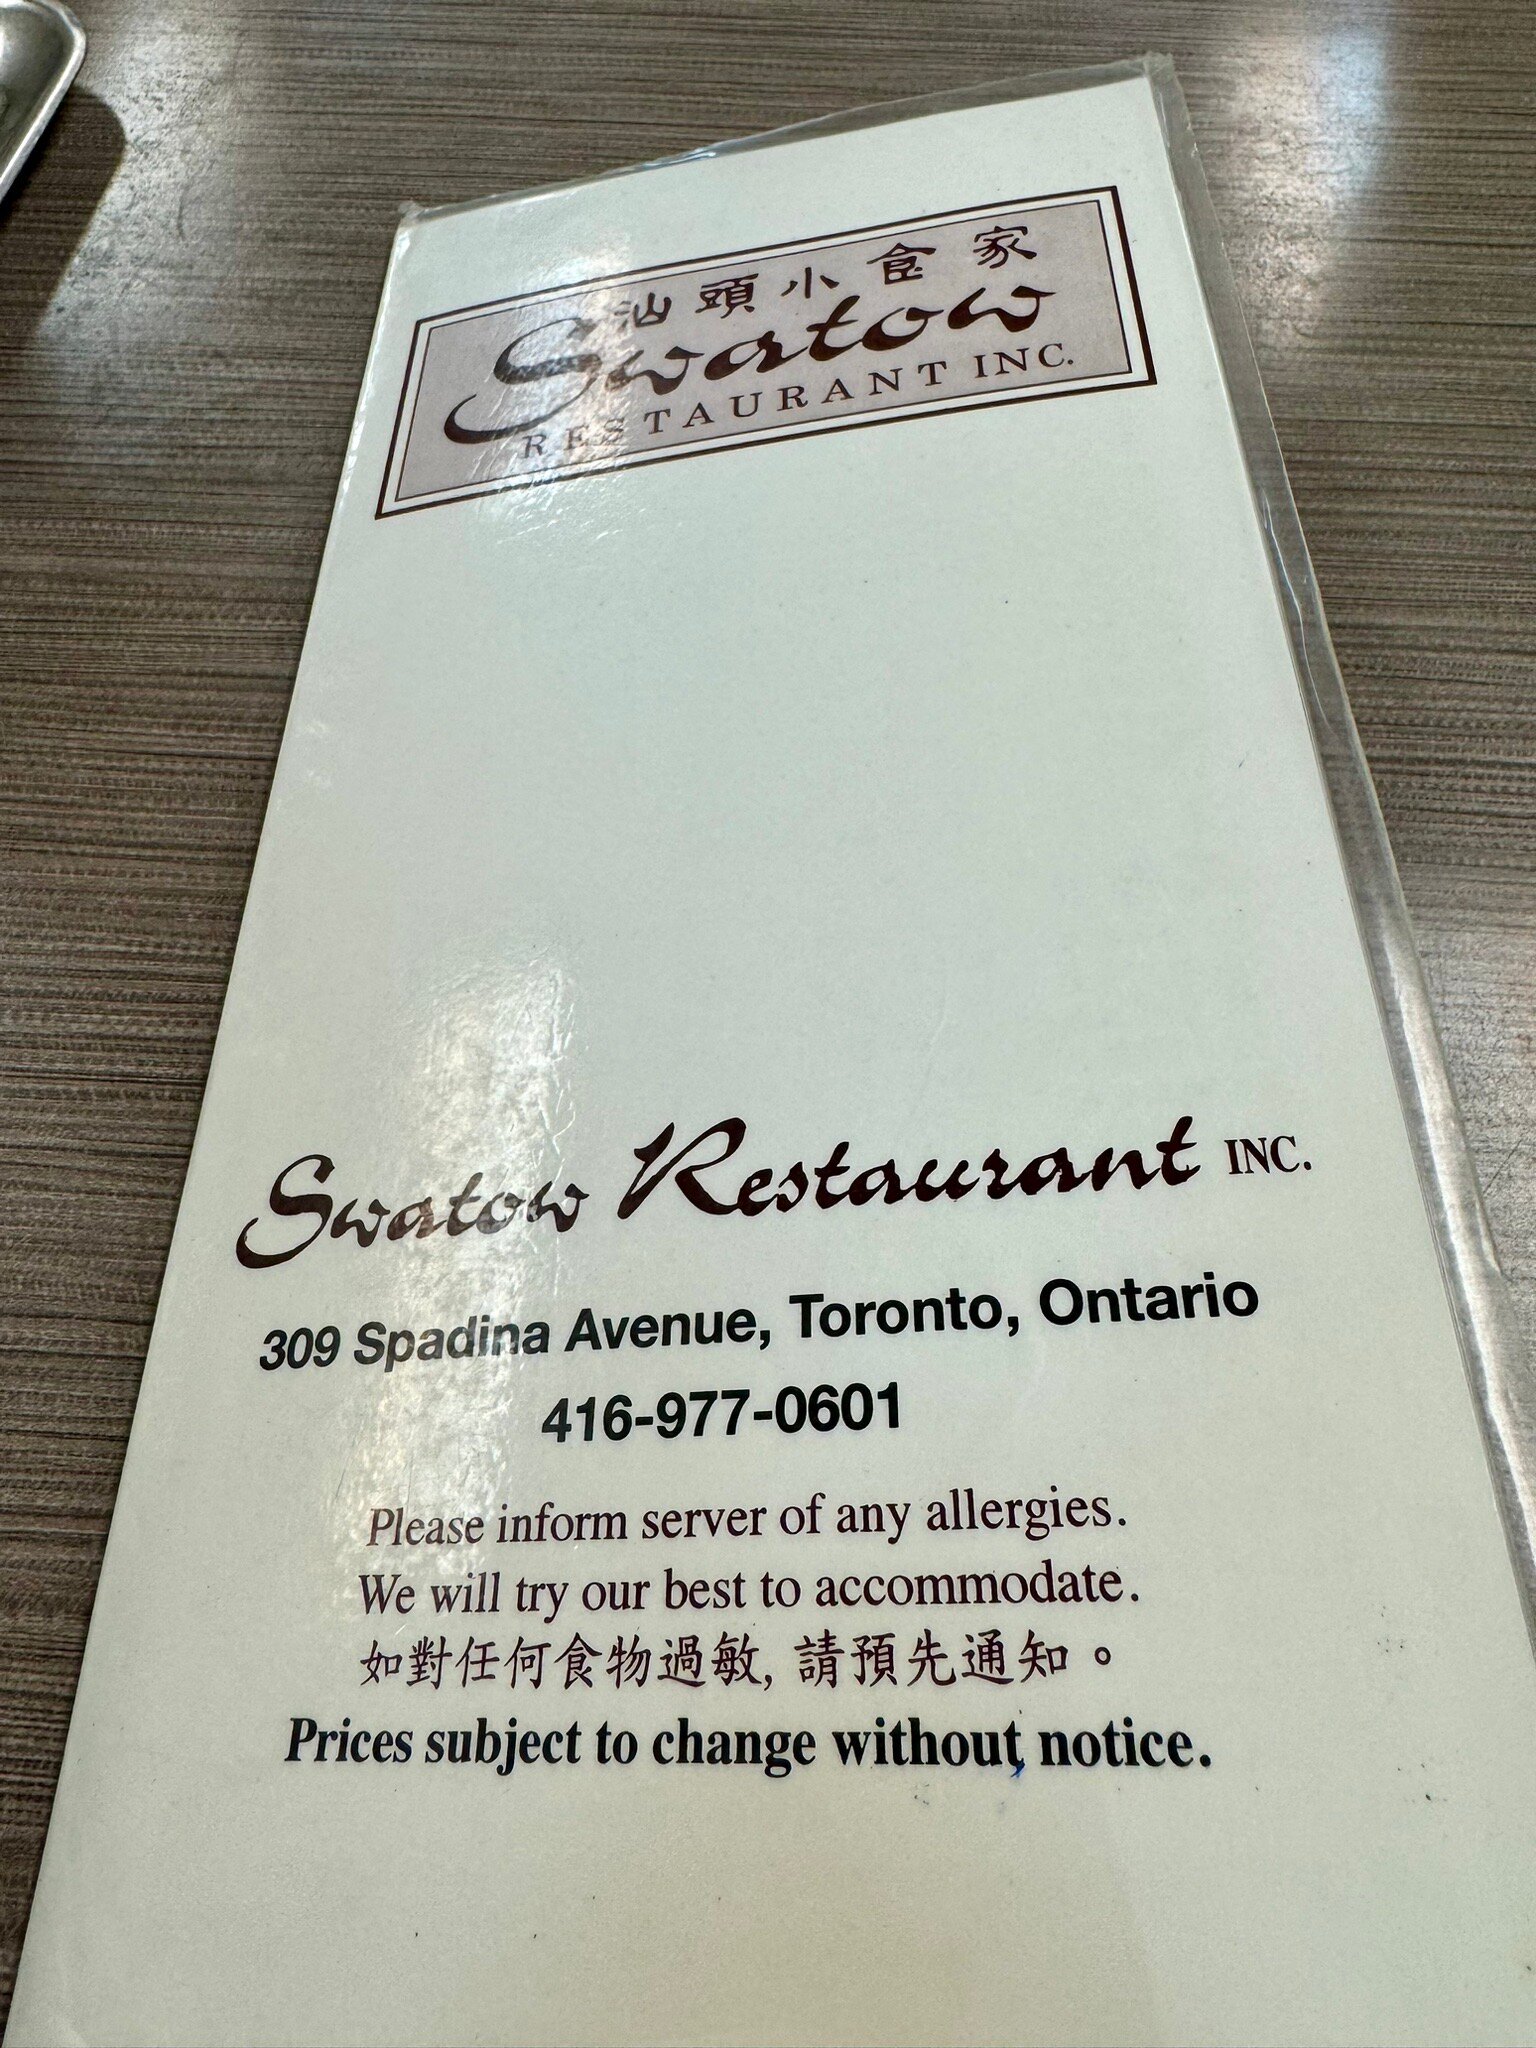 汕頭小食家
Swatow
RESTAURANT INC.
Swatow Restaurant INC.
309 Spadina Avenue, Toronto, Ontario
416-977-0601
Please inform server of any allergies.
We will try our best to accommodate.
如對任何食物過敏, 請預先通知。
Prices subject to change without notice.